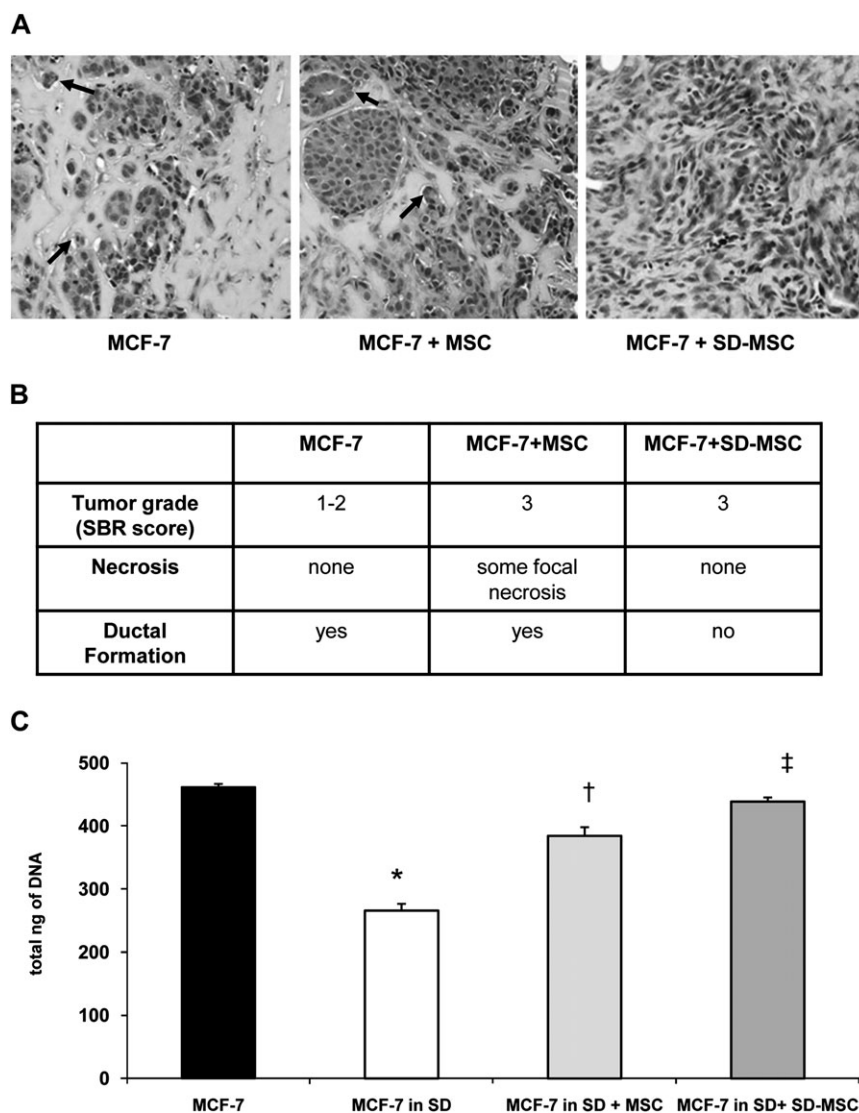 A
MCF-7
MCF-7 + MSC
MCF-7 + SD-MSC
B
MCF-7
MCF-7+MSC
MCF-7+SD-MSC
Tumor grade
(SBR score)
1-2
3
3
Necrosis
none
some focal
necrosis
none
Ductal
Formation
yes
yes
no
C
total ng of DNA
500
400
300
200
100
0
*
†
‡
MCF-7
MCF-7 in SD
MCF-7 in SD + MSC
MCF-7 in SD+ SD-MSC